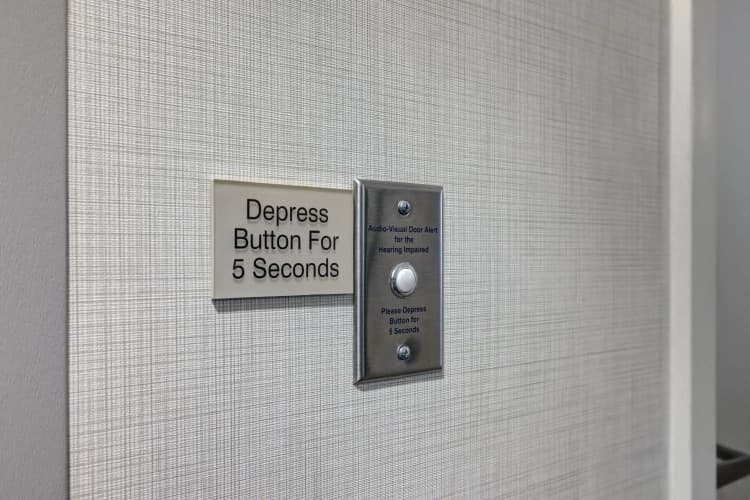 Depress
Button For
5 Seconds
Audio-Visual Door Alert
for the
Hearing Impaired
Please Depress
Button for
5 Seconds